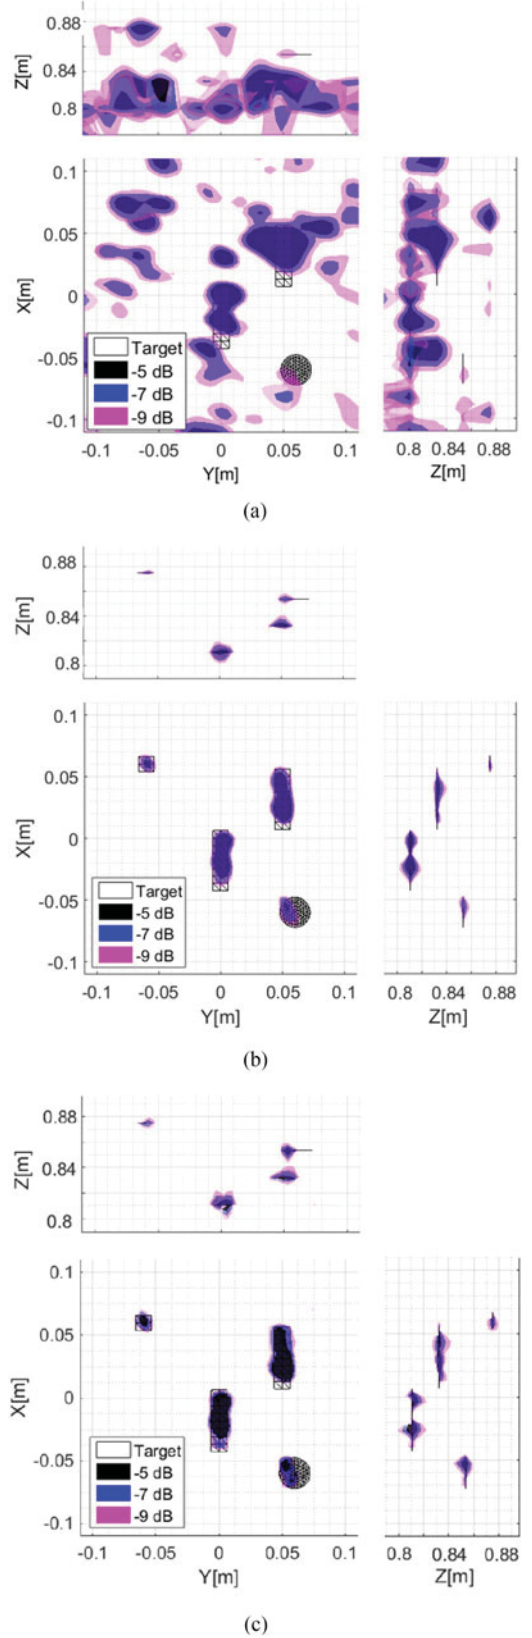 0.88
Z[m]
0.84
0.8
0.1
0.05
X[m]
0
-0.05
-0.1
Target
-5 dB
-7 dB
-9 dB
-0.1 -0.05 0 0.05 0.1
Y[m]
0.8 0.84 0.88
Z[m]
(a)
0.88
Z[m]
0.84
0.8
0.1
0.05
X[m]
0
-0.05
-0.1
Target
-5 dB
-7 dB
-9 dB
-0.1 -0.05 0 0.05 0.1
Y[m]
0.8 0.84 0.88
Z[m]
(b)
0.88
Z[m]
0.84
0.8
0.1
0.05
X[m]
0
-0.05
-0.1
Target
-5 dB
-7 dB
-9 dB
-0.1 -0.05 0 0.05 0.1
Y[m]
0.8 0.84 0.88
Z[m]
(c)